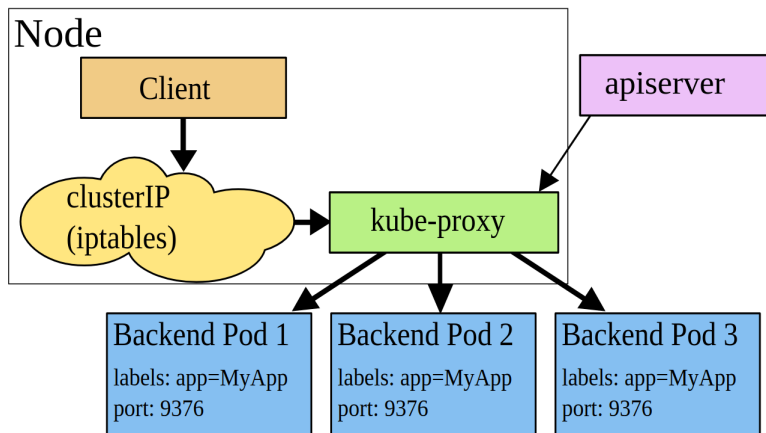 Node
Client
apiserver
clusterIP
(iptables)
kube-proxy
Backend Pod 1
labels: app=MyApp
port: 9376
Backend Pod 2
labels: app=MyApp
port: 9376
Backend Pod 3
labels: app=MyApp
port: 9376